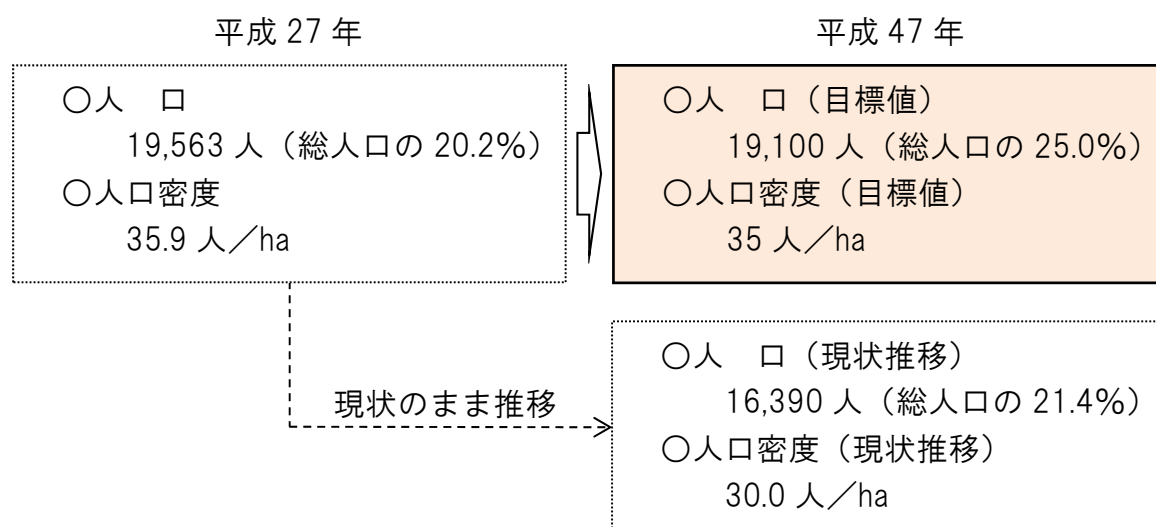 平成 27 年
○人　口
19,563 人（総人口の 20.2%）
○人口密度
35.9 人／ha
平成 47 年
○人　口（目標値）
19,100 人（総人口の 25.0%）
○人口密度（目標値）
35 人／ha
現状のまま推移
○人　口（現状推移）
16,390 人（総人口の 21.4%）
○人口密度（現状推移）
30.0 人／ha